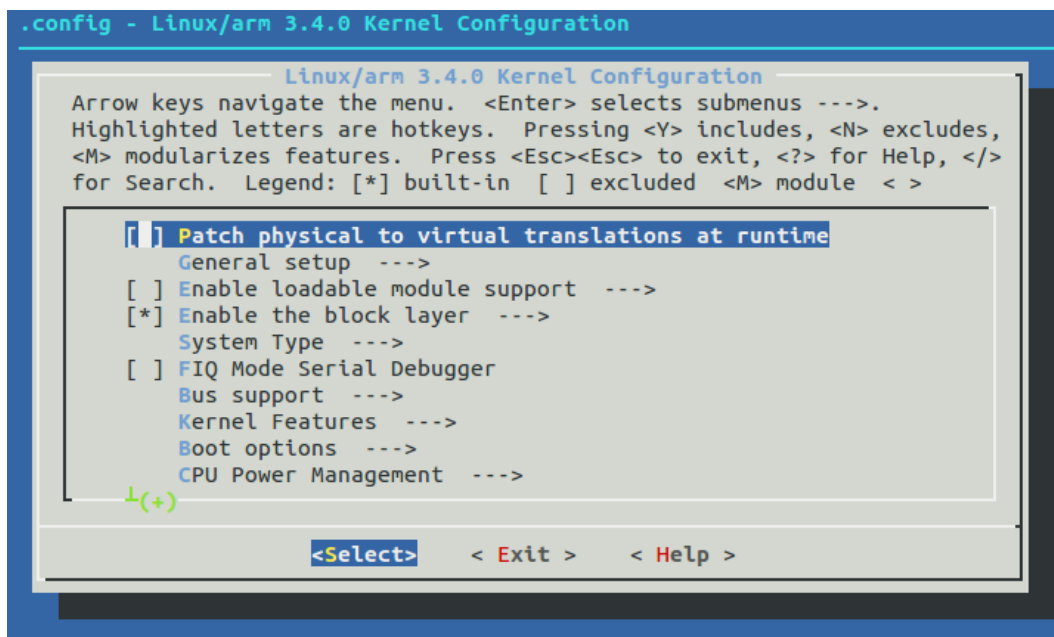 .config - Linux/arm 3.4.0 Kernel Configuration
Linux/arm 3.4.0 Kernel Configuration
Arrow keys navigate the menu.  <Enter> selects submenus --->.
Highlighted letters are hotkeys.  Pressing <Y> includes, <N> excludes,
<M> modularizes features.  Press <Esc><Esc> to exit, <?> for Help, </>
for Search.  Legend: [*] built-in  [ ] excluded  <M> module  < >
[ ] Patch physical to virtual translations at runtime
General setup  --->
[ ] Enable loadable module support  --->
[*] Enable the block layer  --->
System Type  --->
[ ] FIQ Mode Serial Debugger
Bus support  --->
Kernel Features  --->
Boot options  --->
CPU Power Management  --->
┴(+)
<Select>    < Exit >    < Help >